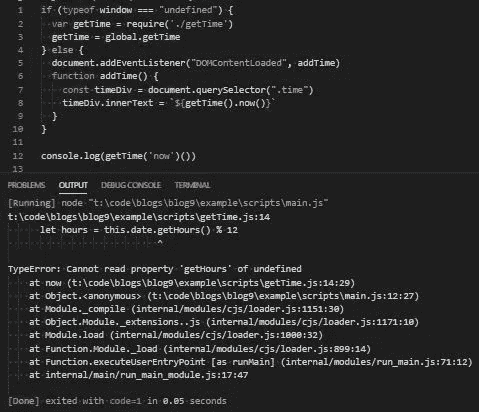 1 if (typeof window === "undefined") {
2 var getTime = require('./getTime')
3 getTime = global.getTime
4 } else {
5 document.addEventListener("DOMContentLoaded", addTime)
6 function addTime() {
7 const timeDiv = document.querySelector(".time")
8 timeDiv.innerText = `${getTime().now()}`
9 }
10 }
11
12 console.log(getTime('now')())
13
PROBLEMS OUTPUT DEBUG CONSOLE TERMINAL
[Running] node "t:\code\blogs\blog9\example\scripts\main.js"
t:\code\blogs\blog9\example\scripts\getTime.js:14
let hours = this.date.getHours() % 12
^
TypeError: Cannot read property 'getHours' of undefined
at now (t:\code\blogs\blog9\example\scripts\getTime.js:14:29)
at Object.<anonymous> (t:\code\blogs\blog9\example\scripts\main.js:12:27)
at Module._compile (internal/modules/cjs/loader.js:1151:30)
at Object.Module._extensions..js (internal/modules/cjs/loader.js:1171:10)
at Module.load (internal/modules/cjs/loader.js:1000:32)
at Function.Module._load (internal/modules/cjs/loader.js:899:14)
at Function.executeUserEntryPoint [as runMain] (internal/modules/run_main.js:71:12)
at internal/main/run_main_module.js:17:47
[Done] exited with code=1 in 0.05 seconds